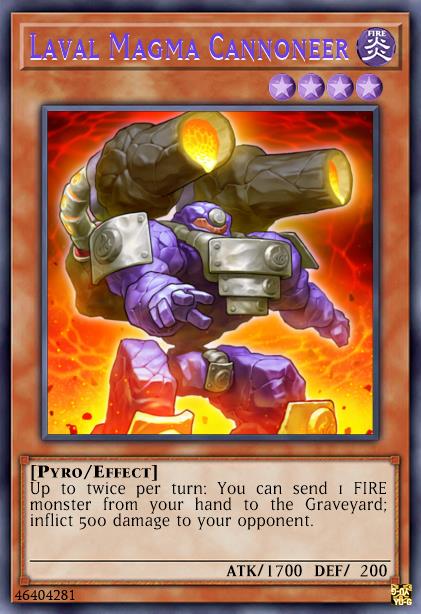 LAVAL MAGMA CANNONEER
FIRE
炎
[PYRO/EFFECT]
Up to twice per turn: You can send 1 FIRE
monster from your hand to the Graveyard;
inflict 500 damage to your opponent.
ATK/1700 DEF/ 200
46404281